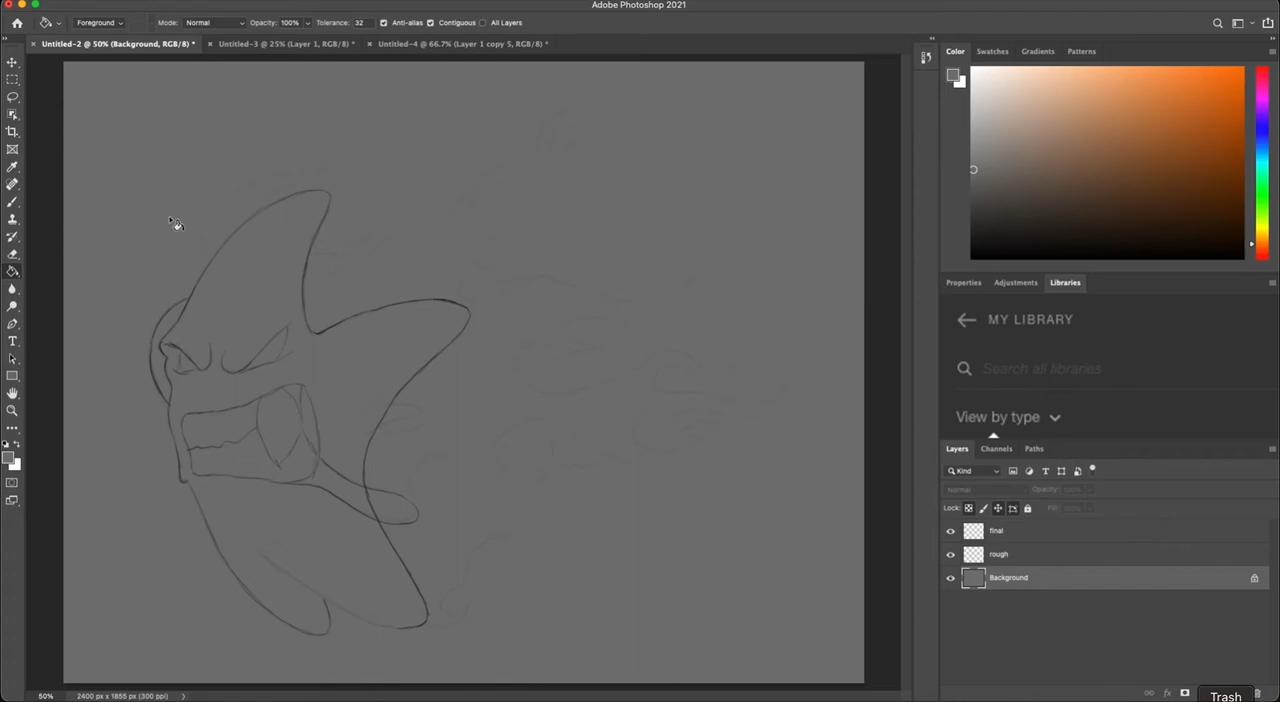 Adobe Photoshop 2021
Foreground Mode: Normal Opacity: 100% Tolerance: 32 Anti-alias Contiguous All Layers
Untitled-2 @ 50% (Background, RGB/8) * Untitled-3 @ 25% (Layer 1, RGB/8) * Untitled-4 @ 66.7% (Layer 1 copy 5, RGB/8) *
Color Swatches Gradients Patterns
Properties Adjustments Libraries
MY LIBRARY
Search all libraries
View by type
Layers Channels Paths
Kind
Normal Opacity: 100%
Lock: Fill: 100%
final
rough
Background
50% 2400 px x 1855 px (300 ppi)
Trash